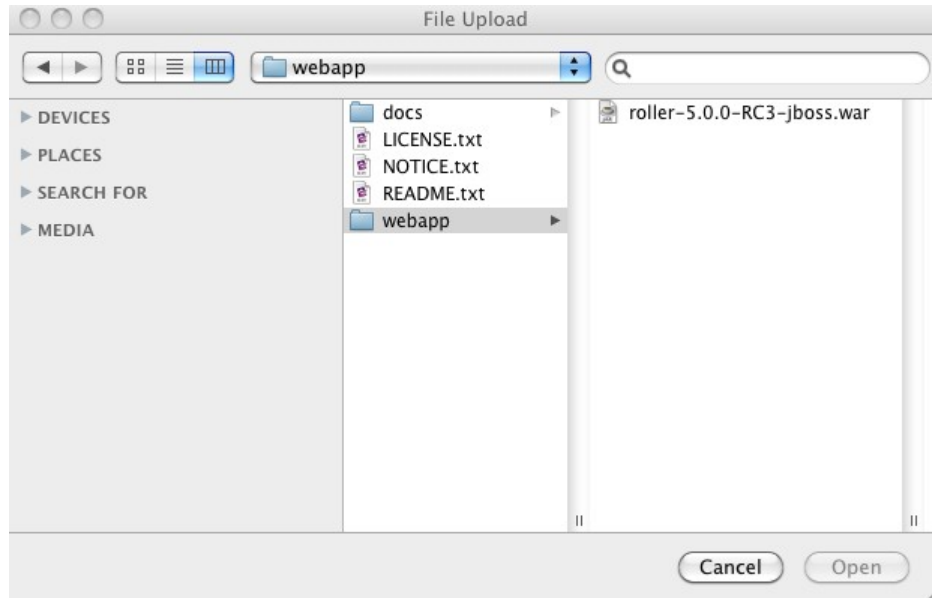 File Upload
webapp
DEVICES
PLACES
SEARCH FOR
MEDIA
docs
LICENSE.txt
NOTICE.txt
README.txt
webapp
roller-5.0.0-RC3-jboss.war
Cancel
Open